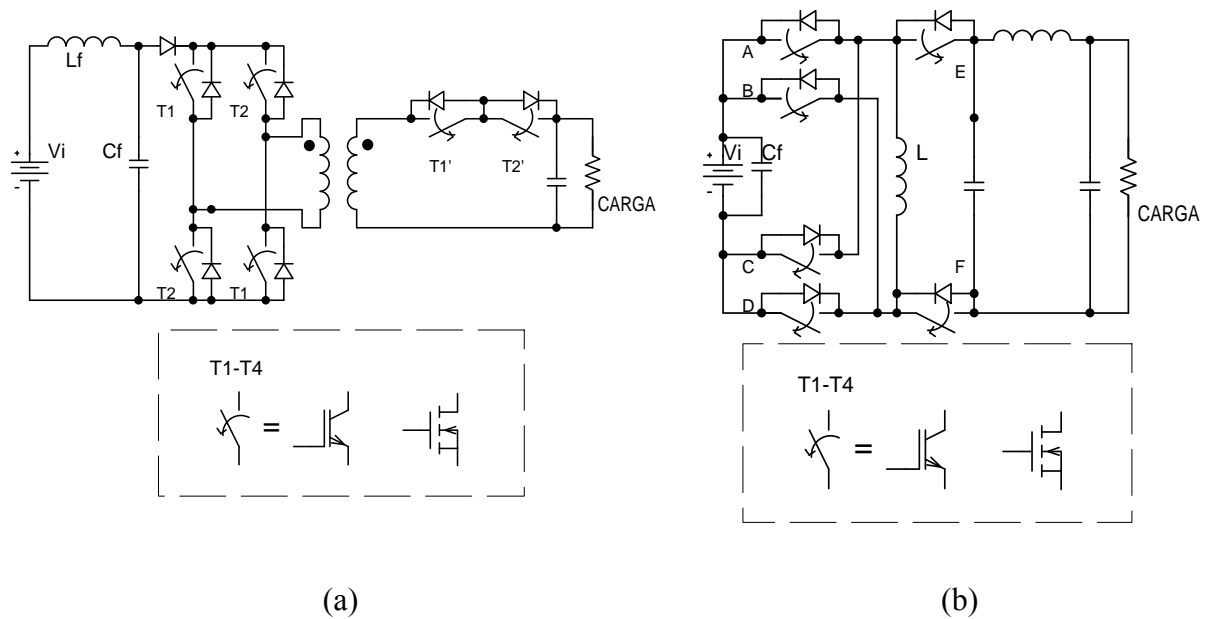 Lf
T1
T2
Vi
+
-
Cf
T1'
T2'
CARGA
T2
T1
T1-T4
=
(a)
A
E
B
+
Vi
-
Cf
L
CARGA
C
F
D
T1-T4
=
(b)